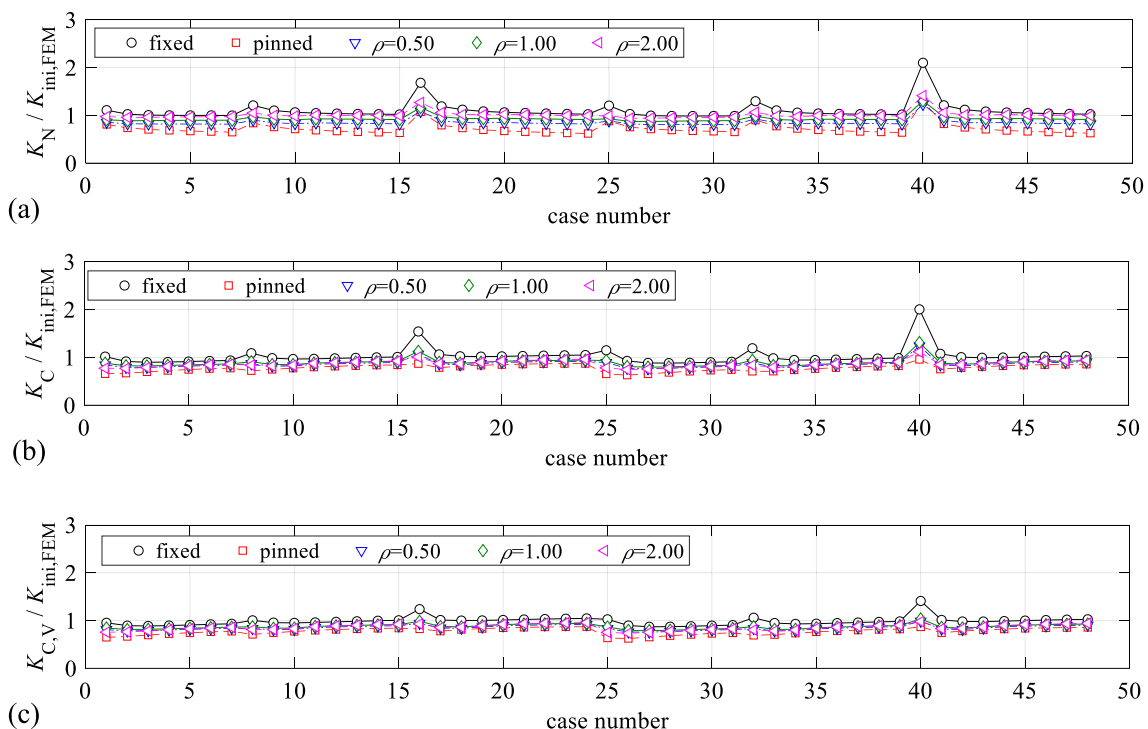 3
2
1
0
K_N / K_ini,FEM
fixed pinned ρ=0.50 ρ=1.00 ρ=2.00
0 5 10 15 20 25 30 35 40 45 50
case number
(a)
3
2
1
0
K_C / K_ini,FEM
fixed pinned ρ=0.50 ρ=1.00 ρ=2.00
0 5 10 15 20 25 30 35 40 45 50
case number
(b)
3
2
1
0
K_C,V / K_ini,FEM
fixed pinned ρ=0.50 ρ=1.00 ρ=2.00
0 5 10 15 20 25 30 35 40 45 50
case number
(c)